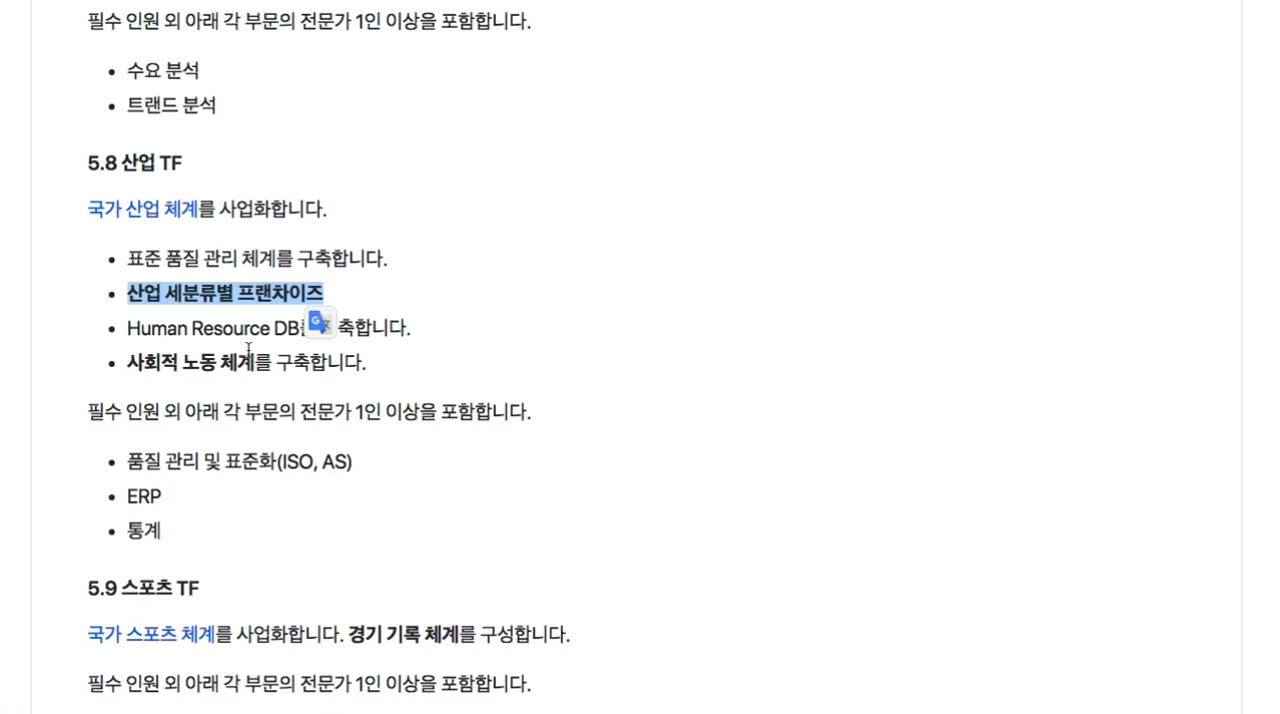 필수 인원 외 아래 각 부문의 전문가 1인 이상을 포함합니다.
수요 분석
트랜드 분석
5.8 산업 TF
국가 산업 체계를 사업화합니다.
표준 품질 관리 체계를 구축합니다.
산업 세분류별 프랜차이즈
Human Resource DB 축합니다.
사회적 노동 체계를 구축합니다.
필수 인원 외 아래 각 부문의 전문가 1인 이상을 포함합니다.
품질 관리 및 표준화(ISO, AS)
ERP
통계
5.9 스포츠 TF
국가 스포츠 체계를 사업화합니다. 경기 기록 체계를 구성합니다.
필수 인원 외 아래 각 부문의 전문가 1인 이상을 포함합니다.